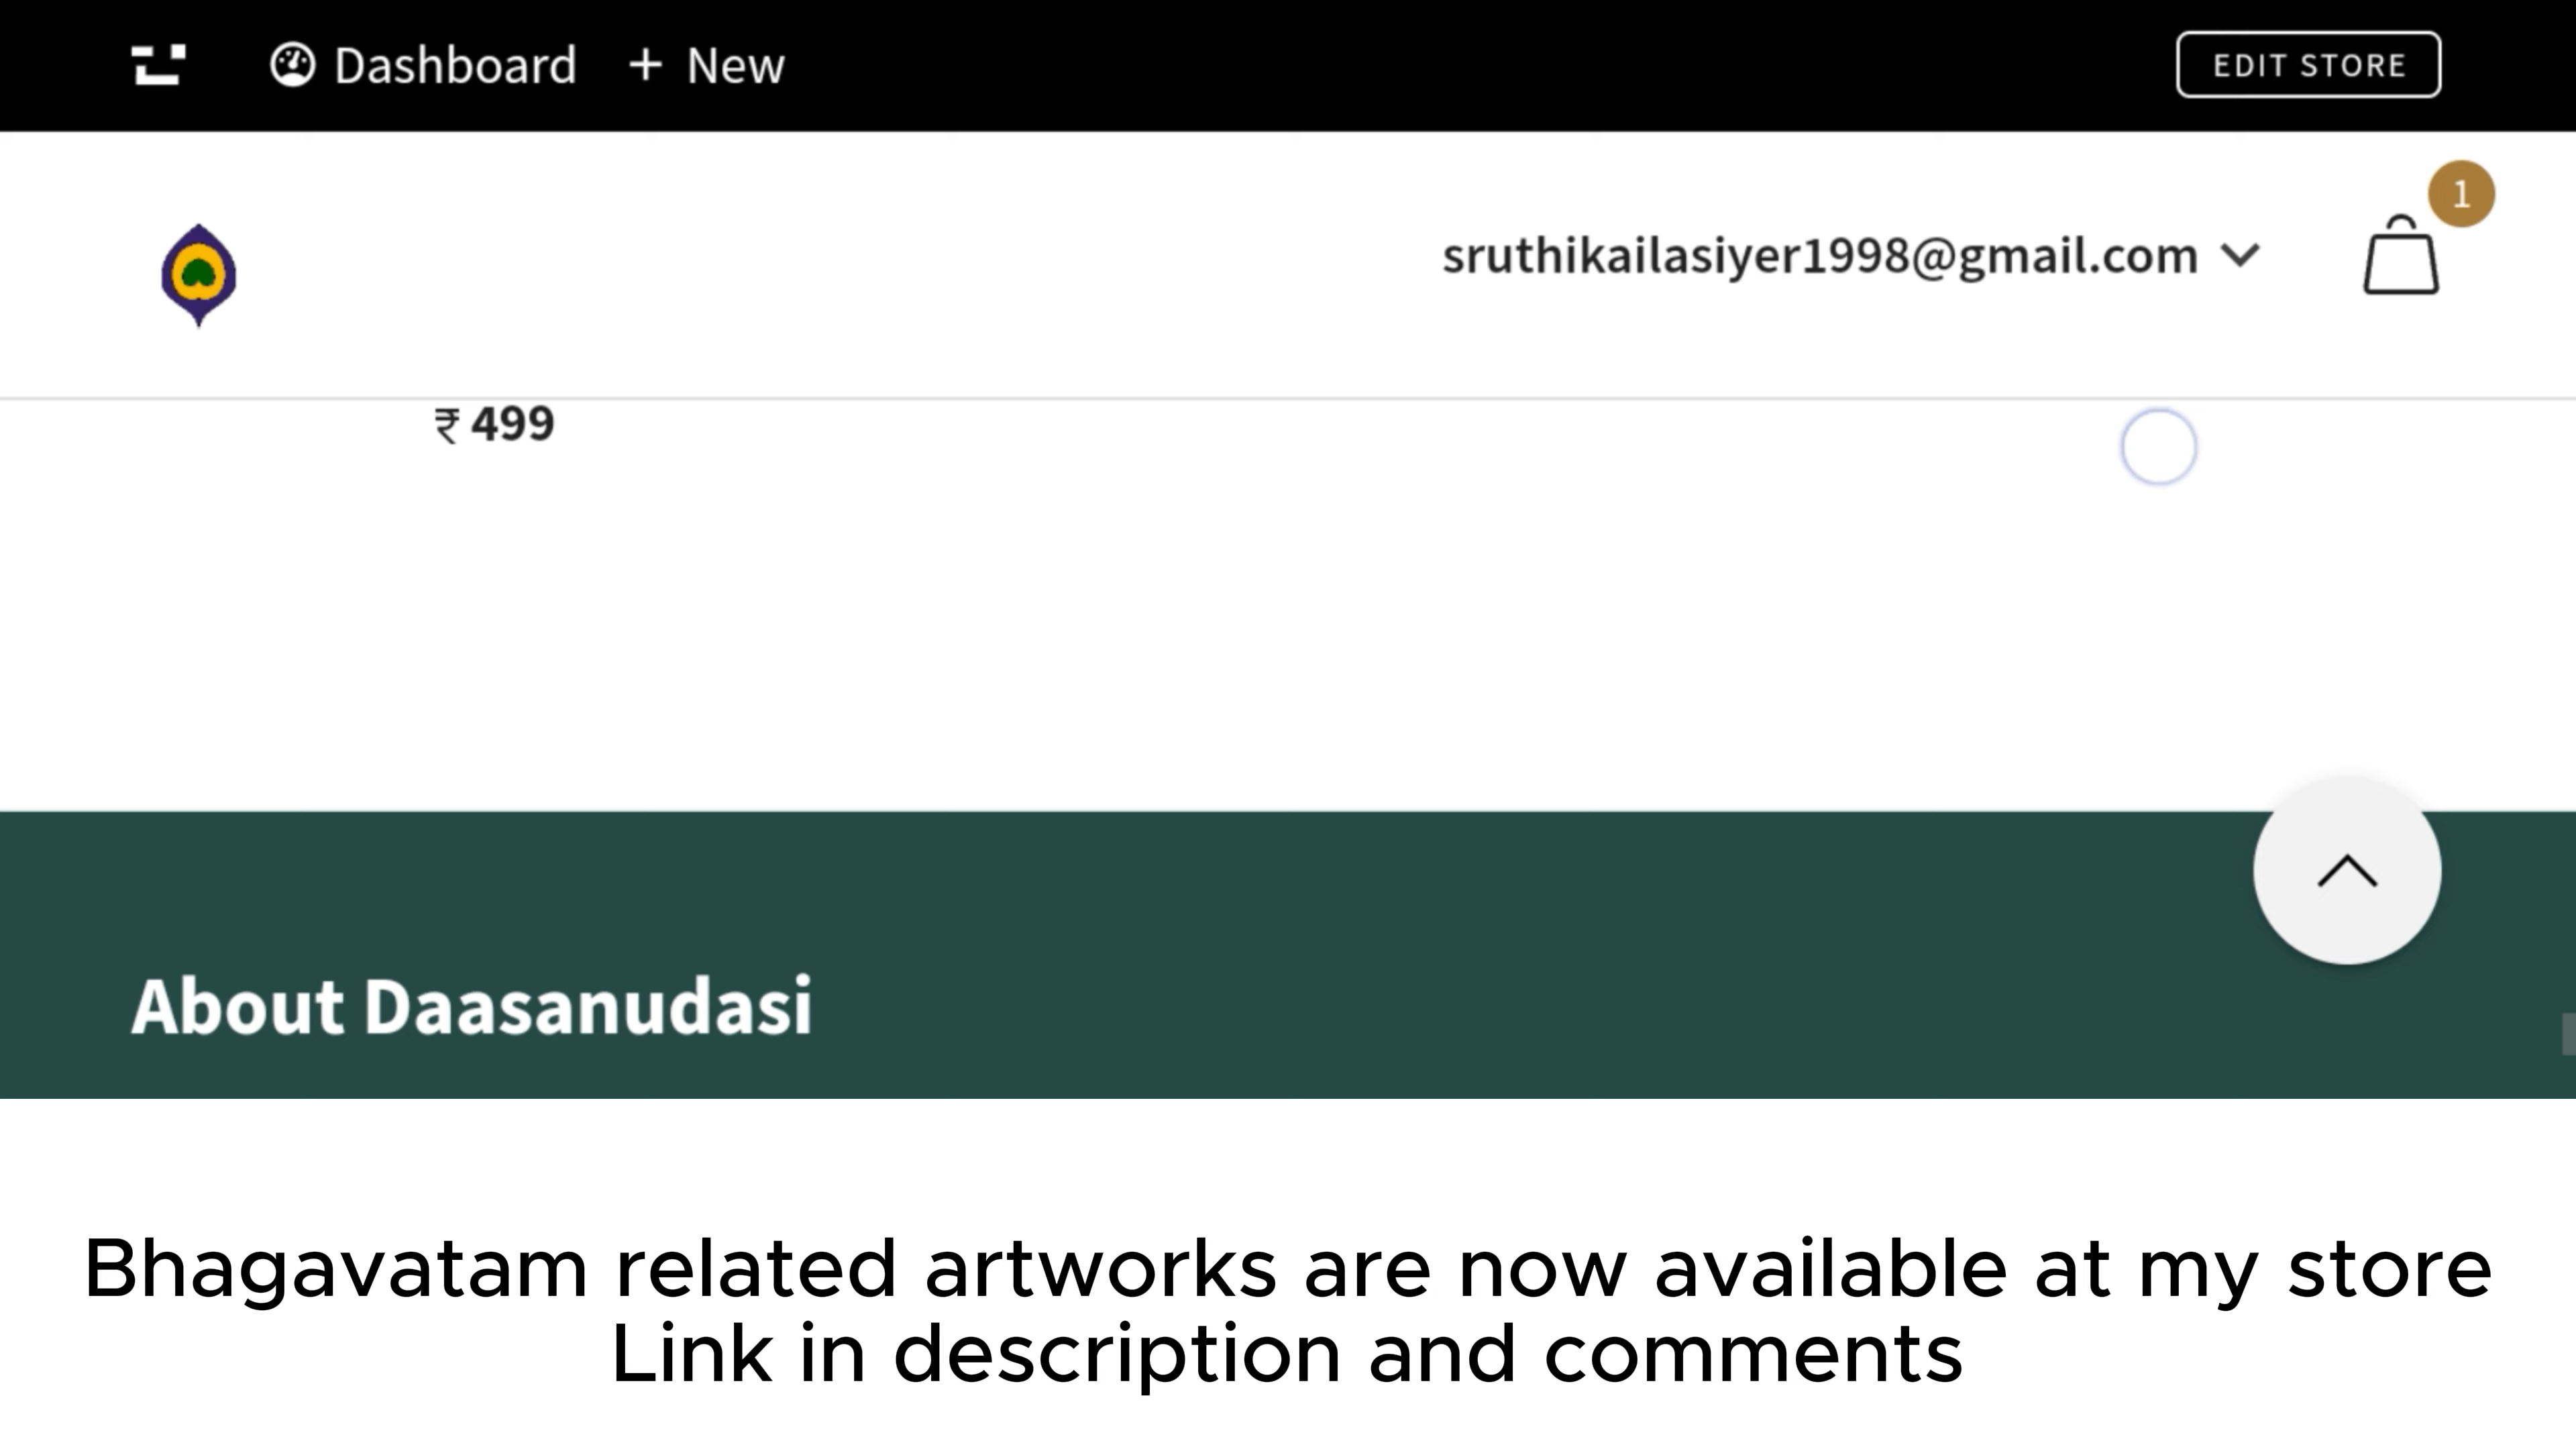 Dashboard + New EDIT STORE
1
sruthikailasiyer1998@gmail.com
₹ 499
About Daasanudasi
Bhagavatam related artworks are now available at my store
Link in description and comments